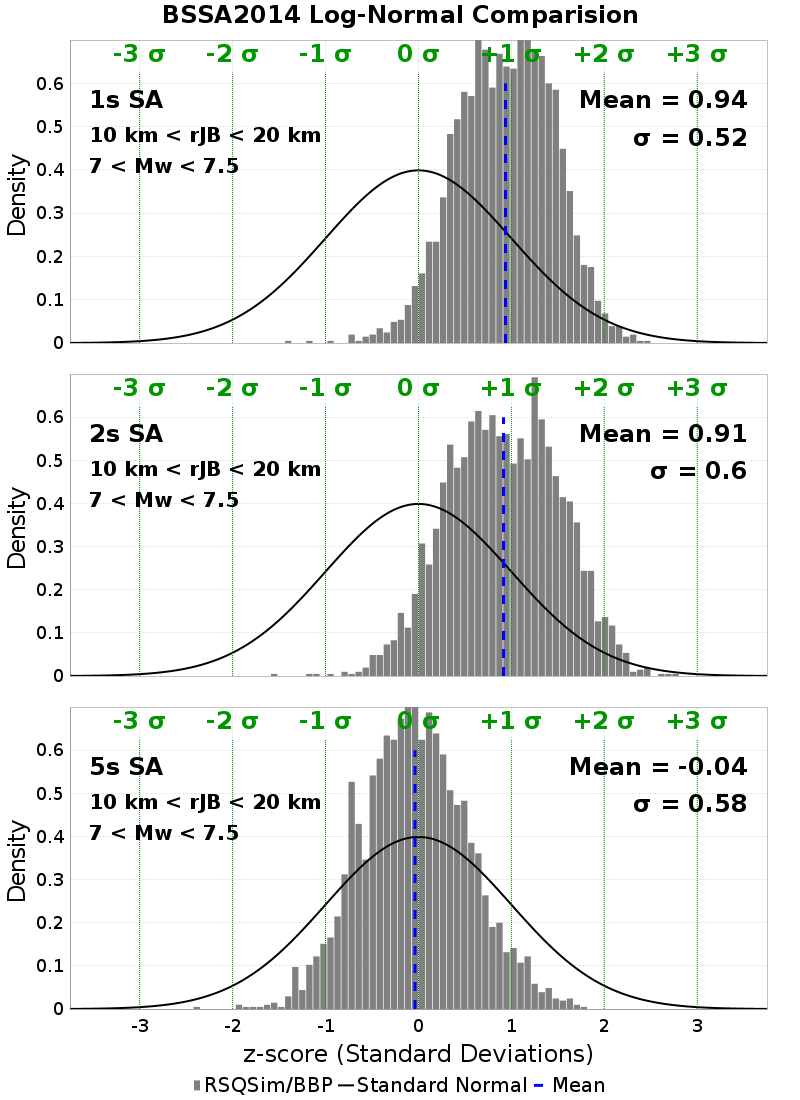 BSSA2014 Log-Normal Comparision
-3 σ -2 σ -1 σ 0 σ +1 σ +2 σ +3 σ
1s SA
10 km < rJB < 20 km
7 < Mw < 7.5
Mean = 0.94
σ = 0.52
Density
0.6
0.5
0.4
0.3
0.2
0.1
0
-3 σ -2 σ -1 σ 0 σ +1 σ +2 σ +3 σ
2s SA
10 km < rJB < 20 km
7 < Mw < 7.5
Mean = 0.91
σ = 0.6
Density
0.6
0.5
0.4
0.3
0.2
0.1
0
-3 σ -2 σ -1 σ 0 σ +1 σ +2 σ +3 σ
5s SA
10 km < rJB < 20 km
7 < Mw < 7.5
Mean = -0.04
σ = 0.58
Density
0.6
0.5
0.4
0.3
0.2
0.1
0
-3 -2 -1 0 1 2 3
z-score (Standard Deviations)
RSQSim/BBP Standard Normal Mean